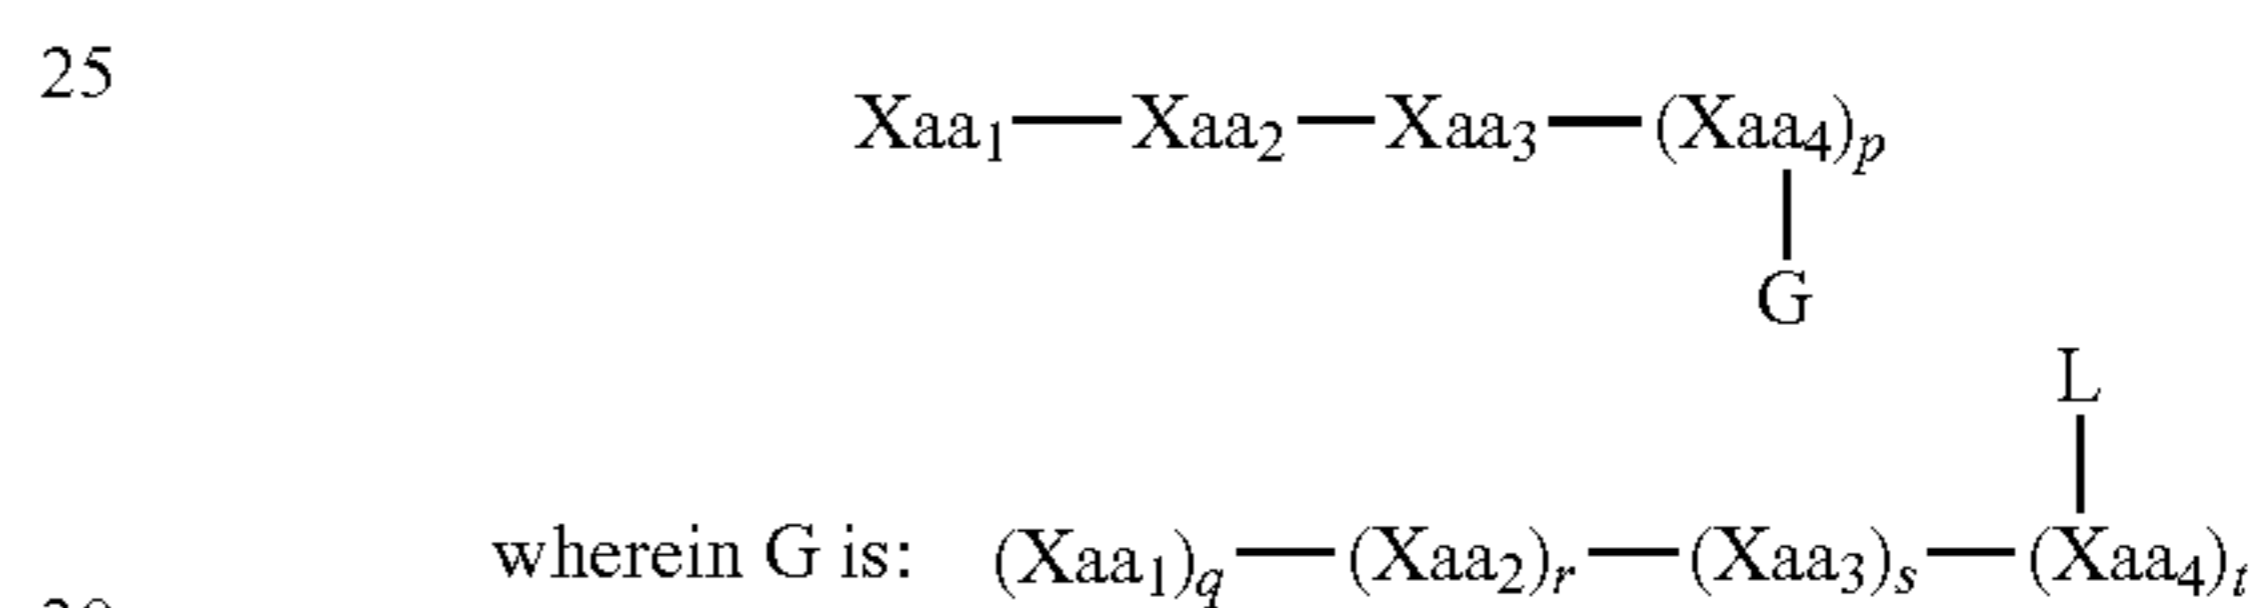 25
Xaa1—Xaa2—Xaa3—(Xaa4)p
G
L
wherein G is: (Xaa1)q—(Xaa2)r—(Xaa3)s—(Xaa4)t